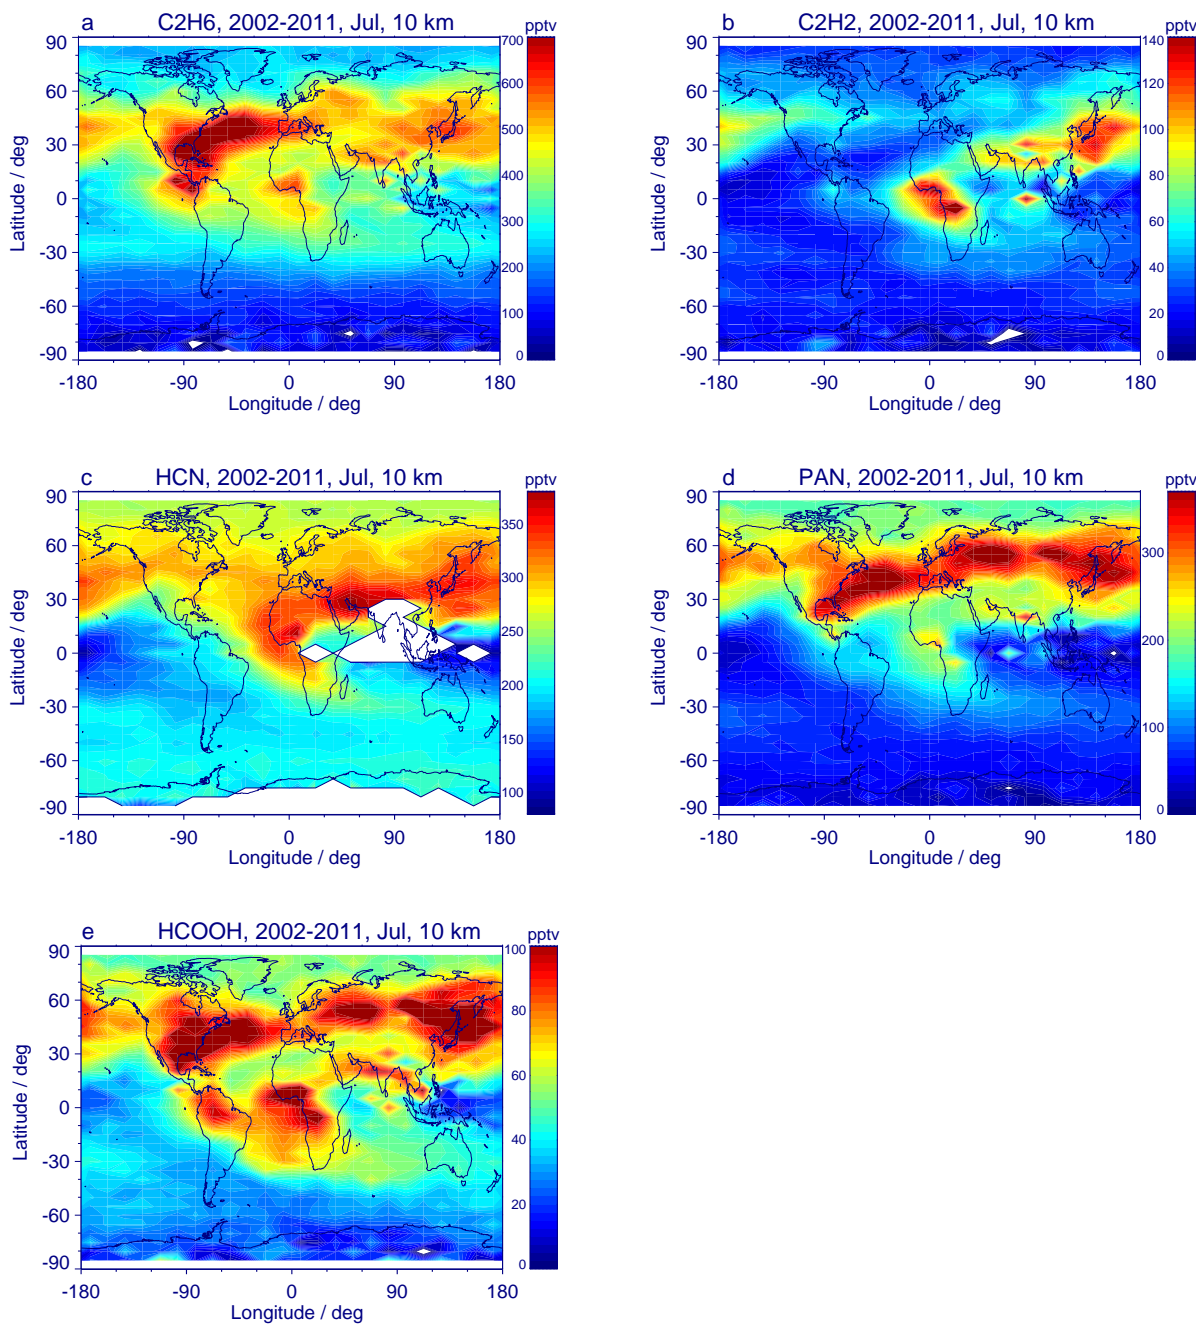 a C2H6, 2002-2011, Jul, 10 km pptv
90 60 30 0 -30 -60 -90
Latitude / deg
-180 -90 0 90 180
Longitude / deg
700 600 500 400 300 200 100 0
b C2H2, 2002-2011, Jul, 10 km pptv
90 60 30 0 -30 -60 -90
Latitude / deg
-180 -90 0 90 180
Longitude / deg
140 120 100 80 60 40 20 0
c HCN, 2002-2011, Jul, 10 km pptv
90 60 30 0 -30 -60 -90
Latitude / deg
-180 -90 0 90 180
Longitude / deg
350 300 250 200 150 100
d PAN, 2002-2011, Jul, 10 km pptv
90 60 30 0 -30 -60 -90
Latitude / deg
-180 -90 0 90 180
Longitude / deg
300 200 100 0
e HCOOH, 2002-2011, Jul, 10 km pptv
90 60 30 0 -30 -60 -90
Latitude / deg
-180 -90 0 90 180
Longitude / deg
100 80 60 40 20 0